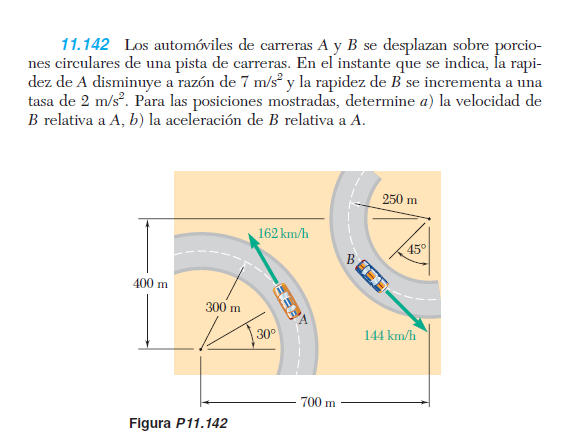 11.142 Los automóviles de carreras A y B se desplazan sobre porcio-
nes circulares de una pista de carreras. En el instante que se indica, la rapi-
dez de A disminuye a razón de 7 m/s² y la rapidez de B se incrementa a una
tasa de 2 m/s². Para las posiciones mostradas, determine a) la velocidad de
B relativa a A, b) la aceleración de B relativa a A.
250 m
162 km/h
45°
B
400 m
300 m
A
30°
144 km/h
700 m
Figura P11.142